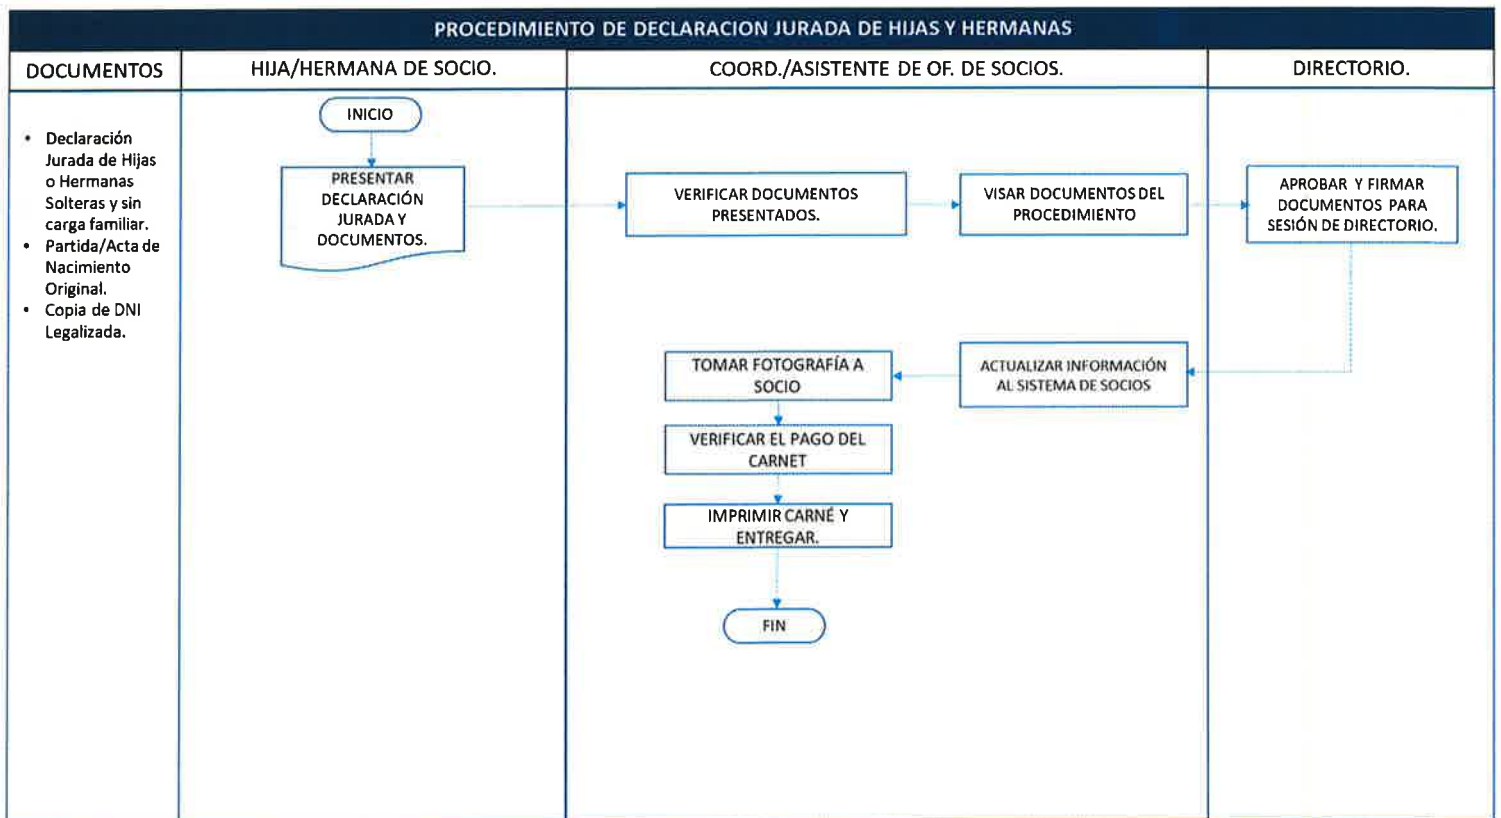 PROCEDIMIENTO DE DECLARACION JURADA DE HIJAS Y HERMANAS
DOCUMENTOS
HIJA/HERMANA DE SOCIO.
COORD./ASISTENTE DE OF. DE SOCIOS.
DIRECTORIO.
• Declaración
Jurada de Hijas
o Hermanas
Solteras y sin
carga familiar.
• Partida/Acta de
Nacimiento
Original.
• Copia de DNI
Legalizada.
INICIO
PRESENTAR
DECLARACIÓN
JURADA Y
DOCUMENTOS.
VERIFICAR DOCUMENTOS
PRESENTADOS.
VISAR DOCUMENTOS DEL
PROCEDIMIENTO
APROBAR Y FIRMAR
DOCUMENTOS PARA
SESIÓN DE DIRECTORIO.
ACTUALIZAR INFORMACIÓN
AL SISTEMA DE SOCIOS
TOMAR FOTOGRAFÍA A
SOCIO
VERIFICAR EL PAGO DEL
CARNET
IMPRIMIR CARNÉ Y
ENTREGAR.
FIN